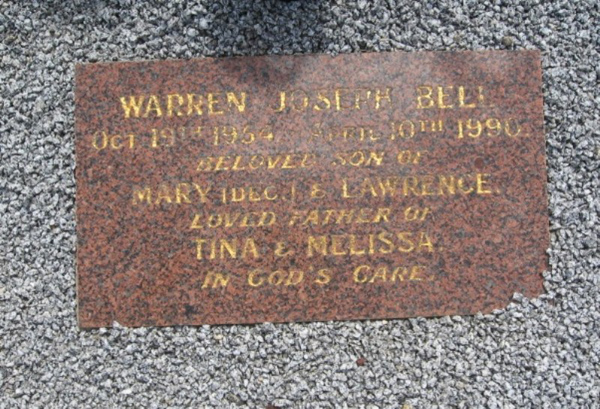 WARREN JOSEPH BELL
OCT 19TH 1954 - APRIL 10TH 1990
BELOVED SON OF
MARY (DEC.) & LAWRENCE.
LOVED FATHER OF
TINA & MELISSA.
IN GOD'S CARE.